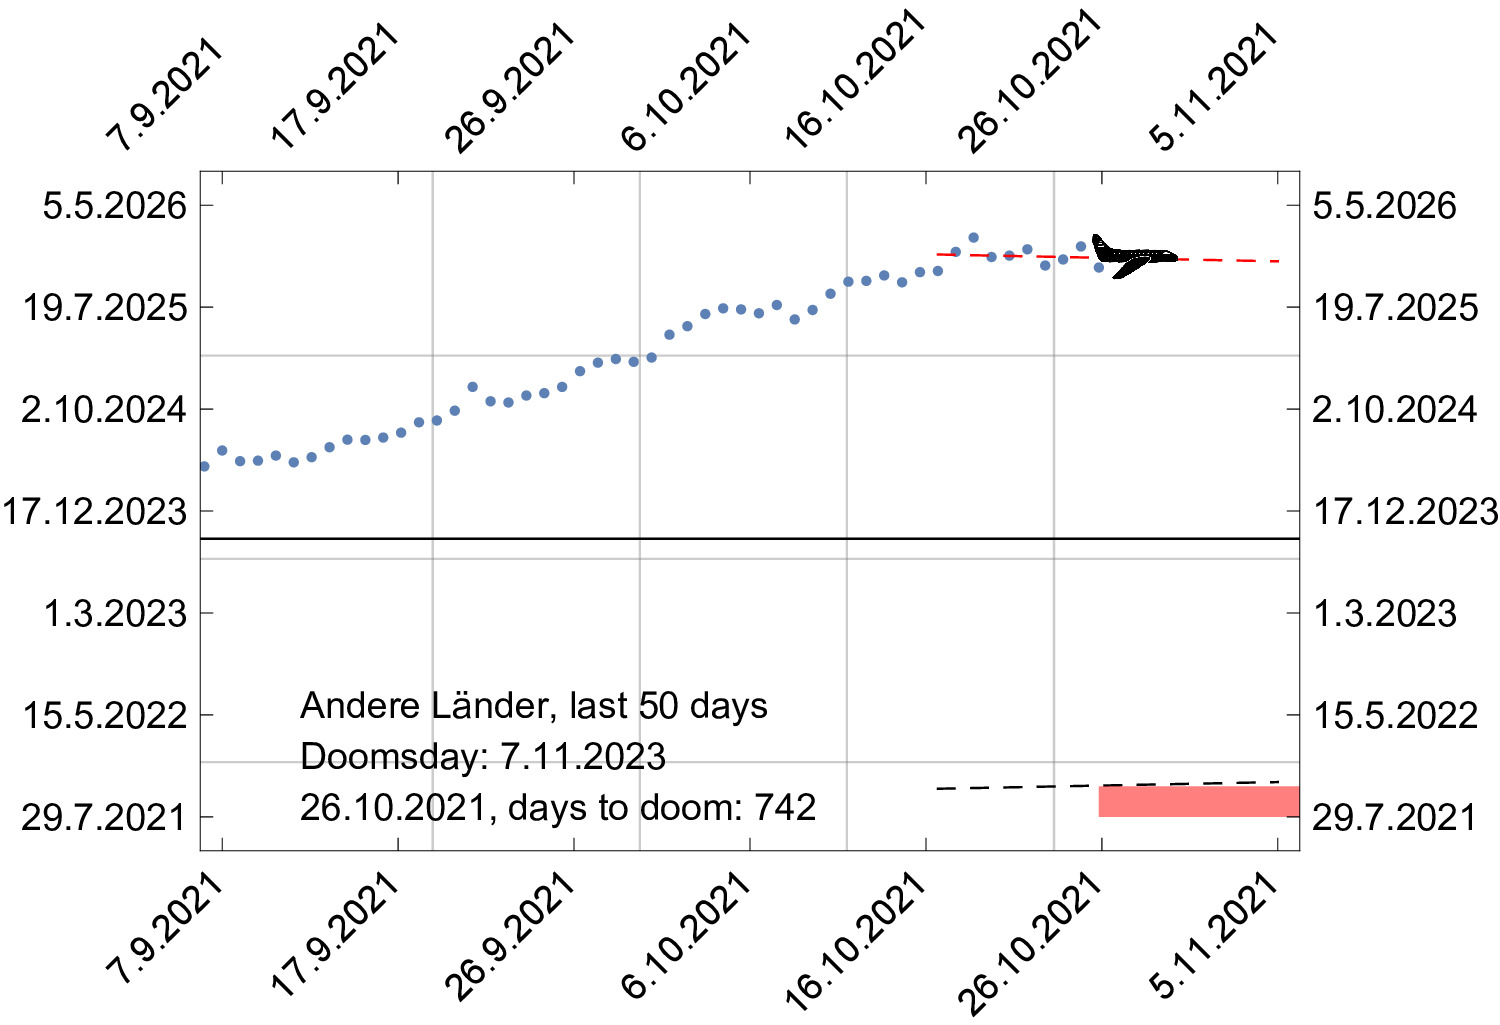 7.9.2021 17.9.2021 26.9.2021 6.10.2021 16.10.2021 26.10.2021 5.11.2021
5.5.2026 5.5.2026
19.7.2025 19.7.2025
2.10.2024 2.10.2024
17.12.2023 17.12.2023
1.3.2023 1.3.2023
15.5.2022 15.5.2022
29.7.2021 29.7.2021
Andere Länder, last 50 days
Doomsday: 7.11.2023
26.10.2021, days to doom: 742
7.9.2021 17.9.2021 26.9.2021 6.10.2021 16.10.2021 26.10.2021 5.11.2021